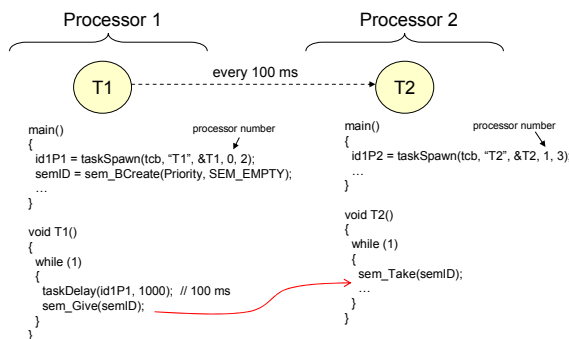 Processor 1
Processor 2
every 100 ms
T1
T2
main()
processor number
{
id1P1 = taskSpawn(tcb, “T1”, &T1, 0, 2);
semID = sem_BCreate(Priority, SEM_EMPTY);
…
}
void T1()
{
while (1)
{
taskDelay(id1P1, 1000); // 100 ms
sem_Give(semID);
}
}
main()
processor number
{
id1P2 = taskSpawn(tcb, “T2”, &T2, 1, 3);
…
}
void T2()
{
while (1)
{
sem_Take(semID);
…
}
}